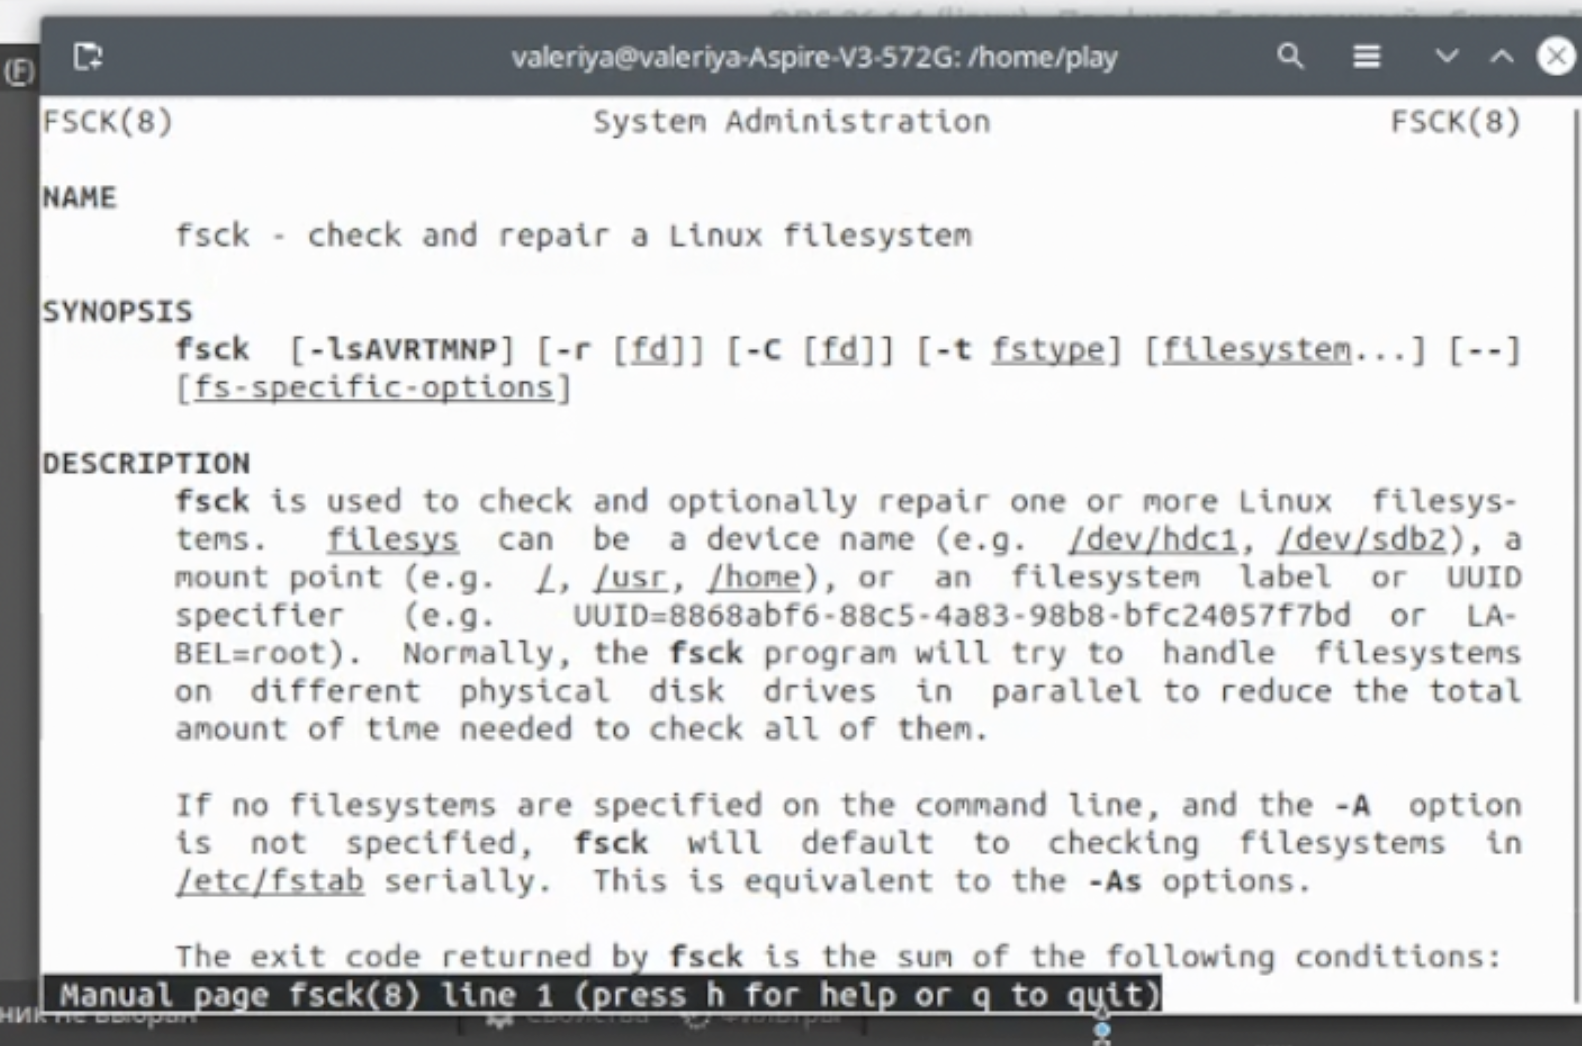 (F)
valeriya@valeriya-Aspire-V3-572G: /home/play
FSCK(8) System Administration FSCK(8)
NAME
fsck - check and repair a Linux filesystem
SYNOPSIS
fsck [-lsAVRTMNP] [-r [fd]] [-C [fd]] [-t fstype] [filesystem...] [--]
[fs-specific-options]
DESCRIPTION
fsck is used to check and optionally repair one or more Linux filesys-
tems. filesys can be a device name (e.g. /dev/hdc1, /dev/sdb2), a
mount point (e.g. /, /usr, /home), or an filesystem label or UUID
specifier (e.g. UUID=8868abf6-88c5-4a83-98b8-bfc24057f7bd or LA-
BEL=root). Normally, the fsck program will try to handle filesystems
on different physical disk drives in parallel to reduce the total
amount of time needed to check all of them.
If no filesystems are specified on the command line, and the -A option
is not specified, fsck will default to checking filesystems in
/etc/fstab serially. This is equivalent to the -As options.
The exit code returned by fsck is the sum of the following conditions:
Manual page fsck(8) line 1 (press h for help or q to quit)